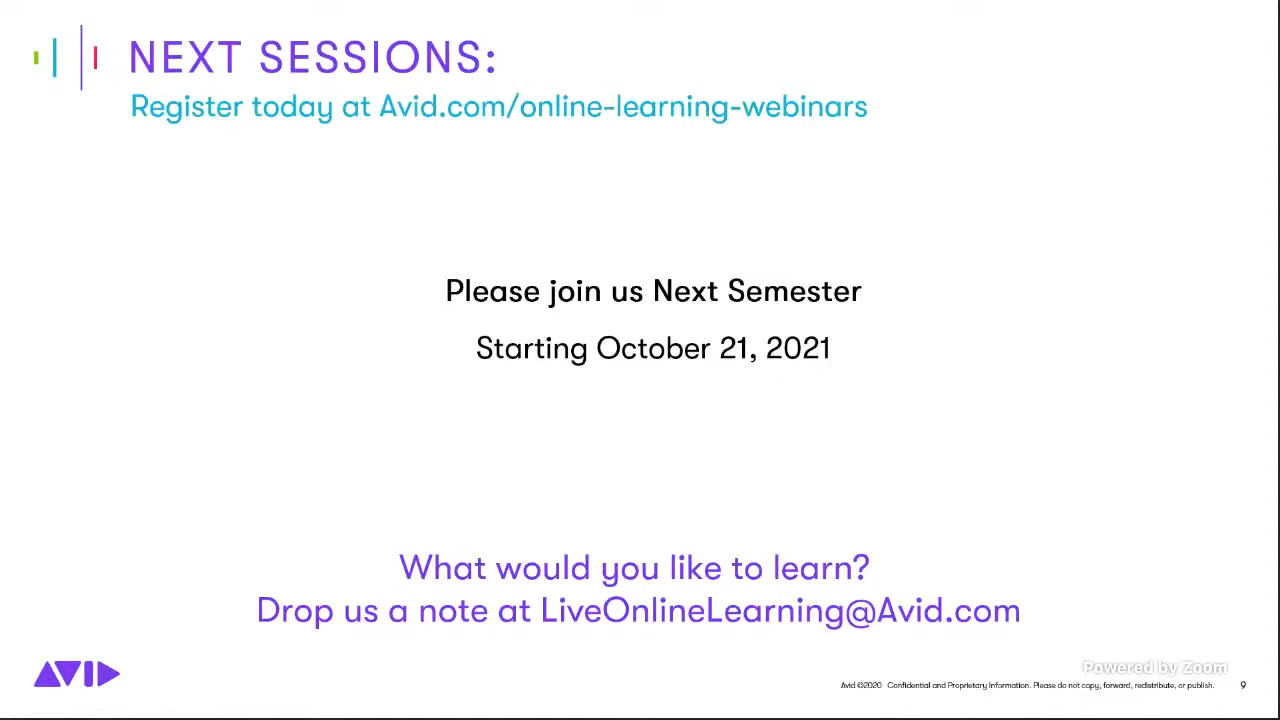 NEXT SESSIONS:
Register today at Avid.com/online-learning-webinars
Please join us Next Semester
Starting October 21, 2021
What would you like to learn?
Drop us a note at LiveOnlineLearning@Avid.com
AVID
Powered by Zoom
Avid ©2020 Confidential and Proprietary Information. Please do not copy, forward, redistribute, or publish. 9